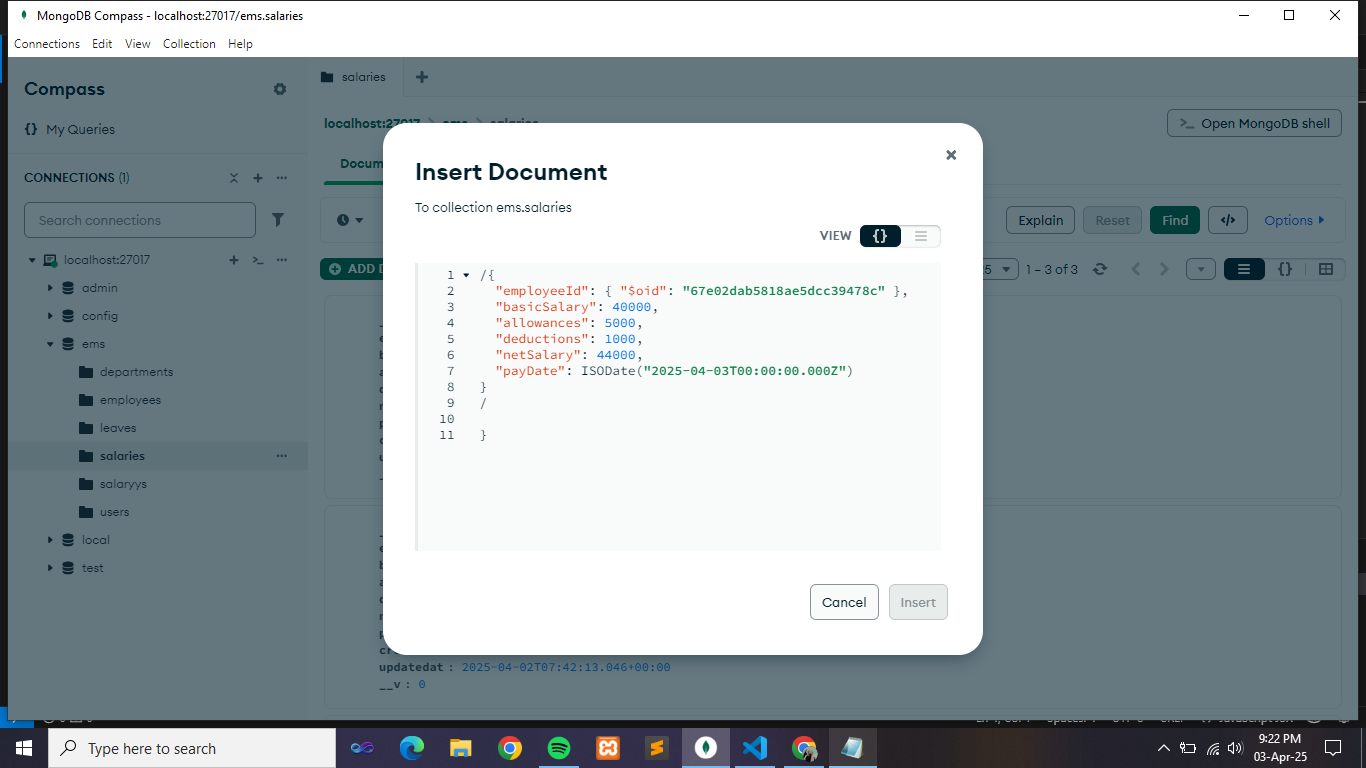 MongoDB Compass - localhost:27017/ems.salaries
Connections Edit View Collection Help
Compass
salaries
My Queries
localhost:27017 > ems > salaries
Open MongoDB shell
CONNECTIONS (1)
Search connections
Explain
Reset
Find
</>
Options
localhost:27017
ADD D
5
1 – 3 of 3
admin
config
ems
departments
employees
leaves
salaries
salaryys
users
local
test
Docum
Insert Document
To collection ems.salaries
VIEW {}
1 /{
2 "employeeId": { "$oid": "67e02dab5818ae5dcc39478c" },
3 "basicSalary": 40000,
4 "allowances": 5000,
5 "deductions": 1000,
6 "netSalary": 44000,
7 "payDate": ISODate("2025-04-03T00:00:00.000Z")
8 }
9 /
10
11 }
Cancel
Insert
updatedat : 2025-04-02T07:42:13.046+00:00
__v : 0
Type here to search
9:22 PM
03-Apr-25